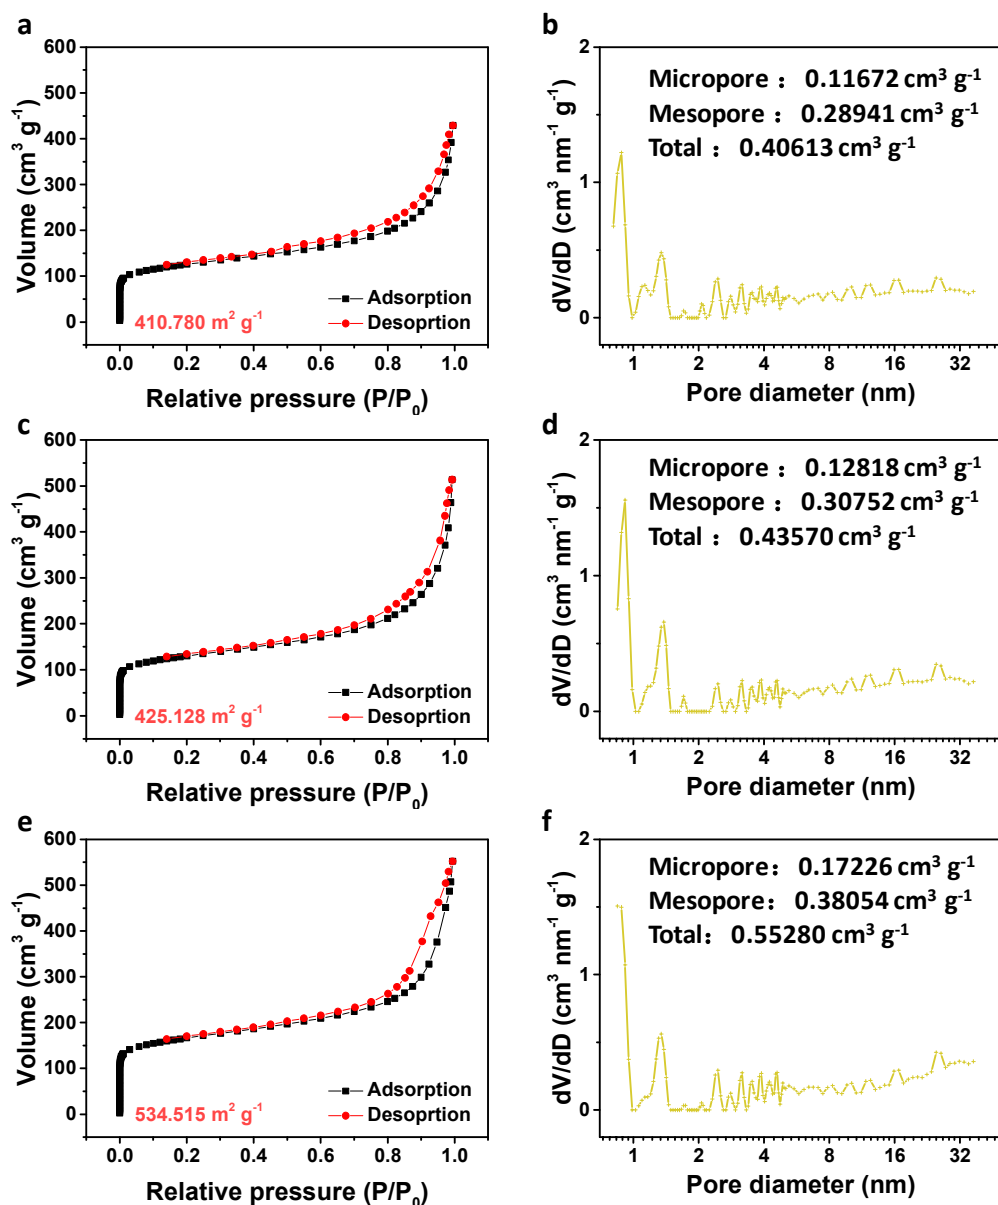 a
600
500
400
300
200
100
0
Volume (cm³ g⁻¹)
Adsorption
Desoprtion
410.780 m² g⁻¹
0.0 0.2 0.4 0.6 0.8 1.0
Relative pressure (P/P₀)
b
2
1
0
dV/dD (cm³ nm⁻¹ g⁻¹)
Micropore： 0.11672 cm³ g⁻¹
Mesopore： 0.28941 cm³ g⁻¹
Total： 0.40613 cm³ g⁻¹
1 2 4 8 16 32
Pore diameter (nm)
c
600
500
400
300
200
100
0
Volume (cm³ g⁻¹)
Adsorption
Desoprtion
425.128 m² g⁻¹
0.0 0.2 0.4 0.6 0.8 1.0
Relative pressure (P/P₀)
d
2
1
0
dV/dD (cm³ nm⁻¹ g⁻¹)
Micropore： 0.12818 cm³ g⁻¹
Mesopore： 0.30752 cm³ g⁻¹
Total： 0.43570 cm³ g⁻¹
1 2 4 8 16 32
Pore diameter (nm)
e
600
500
400
300
200
100
0
Volume (cm³ g⁻¹)
Adsorption
Desoprtion
534.515 m² g⁻¹
0.0 0.2 0.4 0.6 0.8 1.0
Relative pressure (P/P₀)
f
2
1
0
dV/dD (cm³ nm⁻¹ g⁻¹)
Micropore：0.17226 cm³ g⁻¹
Mesopore：0.38054 cm³ g⁻¹
Total：0.55280 cm³ g⁻¹
1 2 4 8 16 32
Pore diameter (nm)